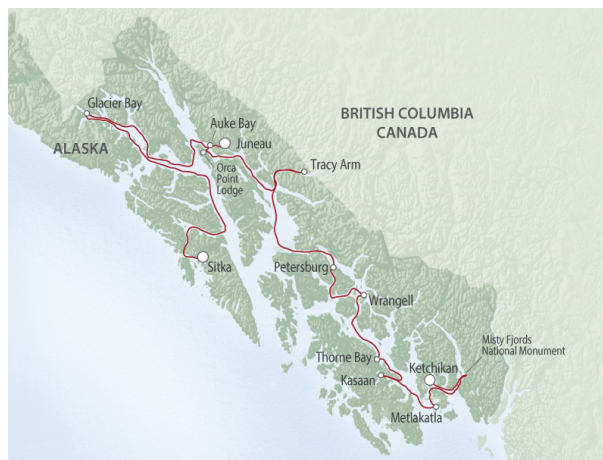 Glacier Bay
Auke Bay
Juneau
BRITISH COLUMBIA
CANADA
ALASKA
Orca
Point
Lodge
Tracy Arm
Sitka
Petersburg
Wrangell
Misty Fjords
National Monument
Thorne Bay
Ketchikan
Kasaan
Metlakatla